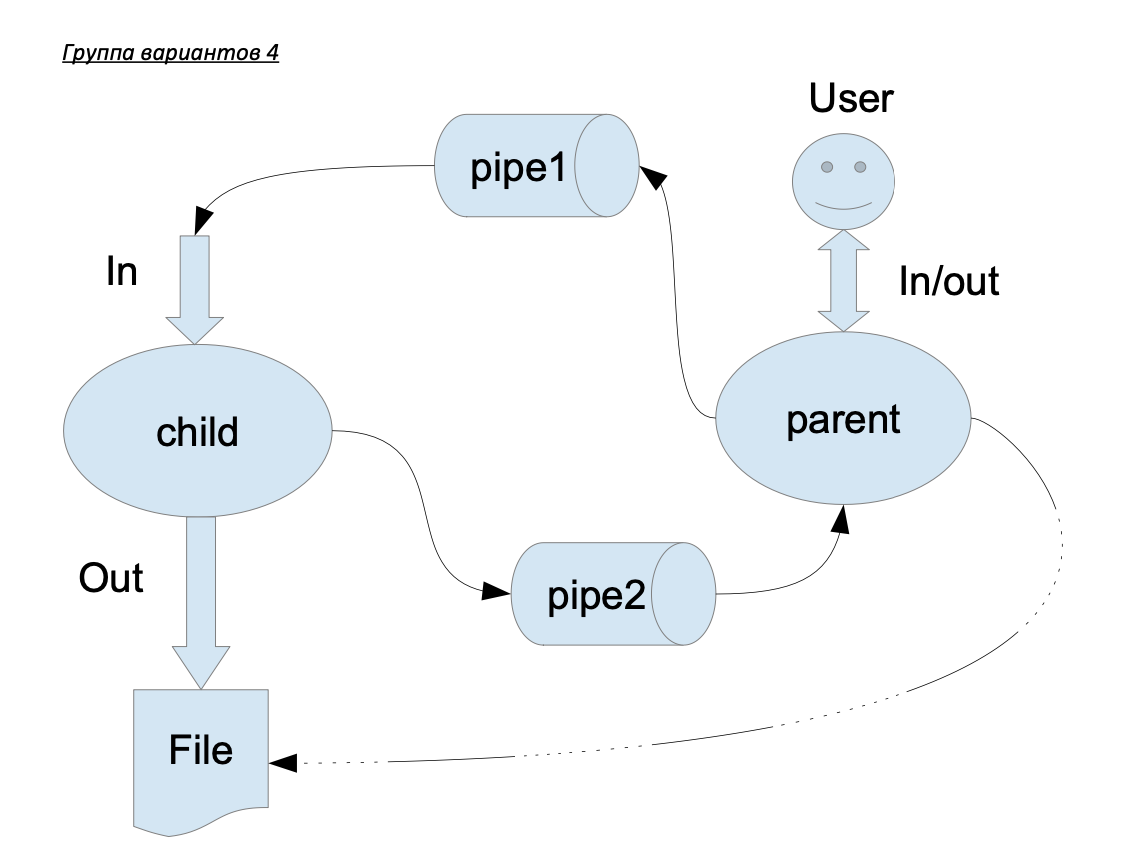 Группа вариантов 4
User
pipe1
In
In/out
child
parent
Out
pipe2
File